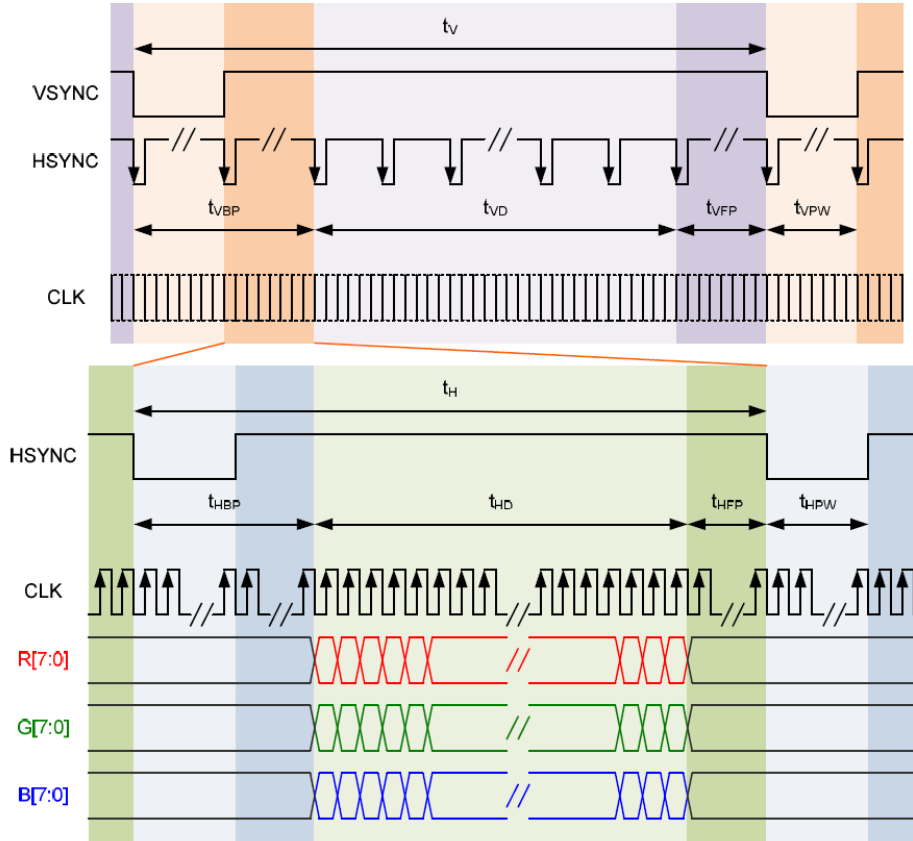 tV
VSYNC
//
//
//
//
//
HSYNC
tVBP
tVD
tVFP
tVPW
CLK
tH
HSYNC
tHBP
tHD
tHFP
tHPW
CLK
//
//
//
//
//
R[7:0]
//
G[7:0]
//
B[7:0]
//